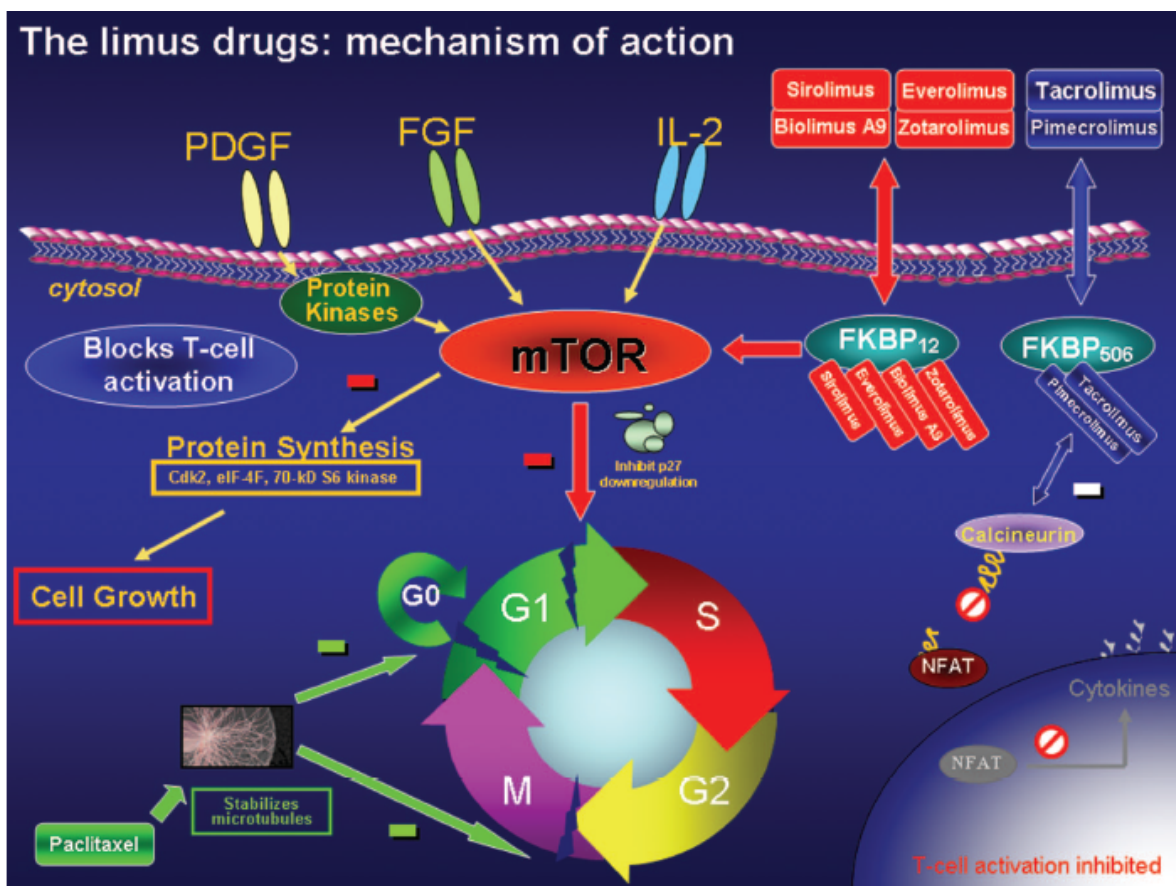 The limus drugs: mechanism of action
PDGF
FGF
IL-2
Sirolimus
Everolimus
Biolimus A9
Zotarolimus
Tacrolimus
Pimecrolimus
cytosol
Protein
Kinases
Blocks T-cell
activation
mTOR
FKBP12
FKBP506
Sirolimus
Everolimus
Biolimus A9
Zotarolimus
Tacrolimus
Pimecrolimus
Protein Synthesis
Cdk2, eIF-4F, 70-kD S6 kinase
Inhibit p27
downregulation
Calcineurin
Cell Growth
G0
G1
S
G2
M
NFAT
Cytokines
NFAT
Stabilizes
microtubules
Paclitaxel
T-cell activation inhibited